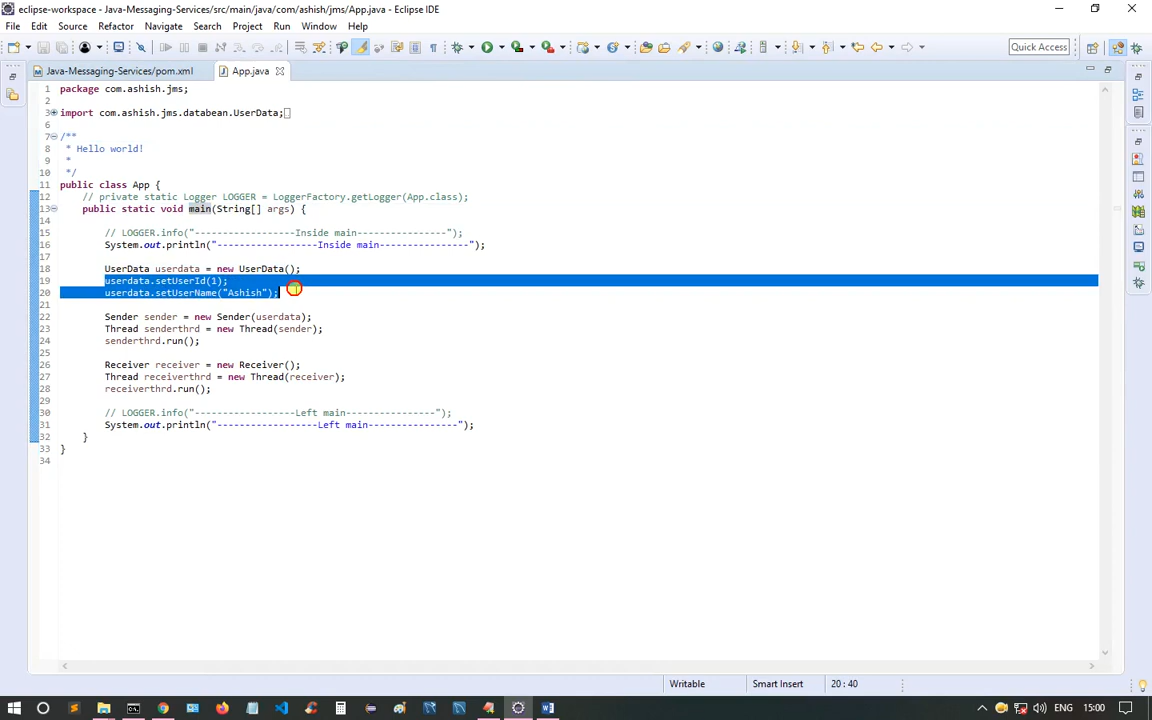 eclipse-workspace - Java-Messaging-Services/src/main/java/com/ashish/jms/App.java - Eclipse IDE
File Edit Source Refactor Navigate Search Project Run Window Help
Quick Access
Java-Messaging-Services/pom.xml App.java
1 package com.ashish.jms;
2
3 import com.ashish.jms.databean.UserData;
6
7 /**
8 * Hello world!
9 *
10 */
11 public class App {
12 // private static Logger LOGGER = LoggerFactory.getLogger(App.class);
13 public static void main(String[] args) {
14
15 // LOGGER.info("------------------Inside main----------------");
16 System.out.println("------------------Inside main----------------");
17
18 UserData userdata = new UserData();
19 userdata.setUserId(1);
20 userdata.setUserName("Ashish");
21
22 Sender sender = new Sender(userdata);
23 Thread senderthrd = new Thread(sender);
24 senderthrd.run();
25
26 Receiver receiver = new Receiver();
27 Thread receiverthrd = new Thread(receiver);
28 receiverthrd.run();
29
30 // LOGGER.info("------------------Left main----------------");
31 System.out.println("------------------Left main----------------");
32 }
33 }
34
Writable Smart Insert 20 : 40
ENG 15:00